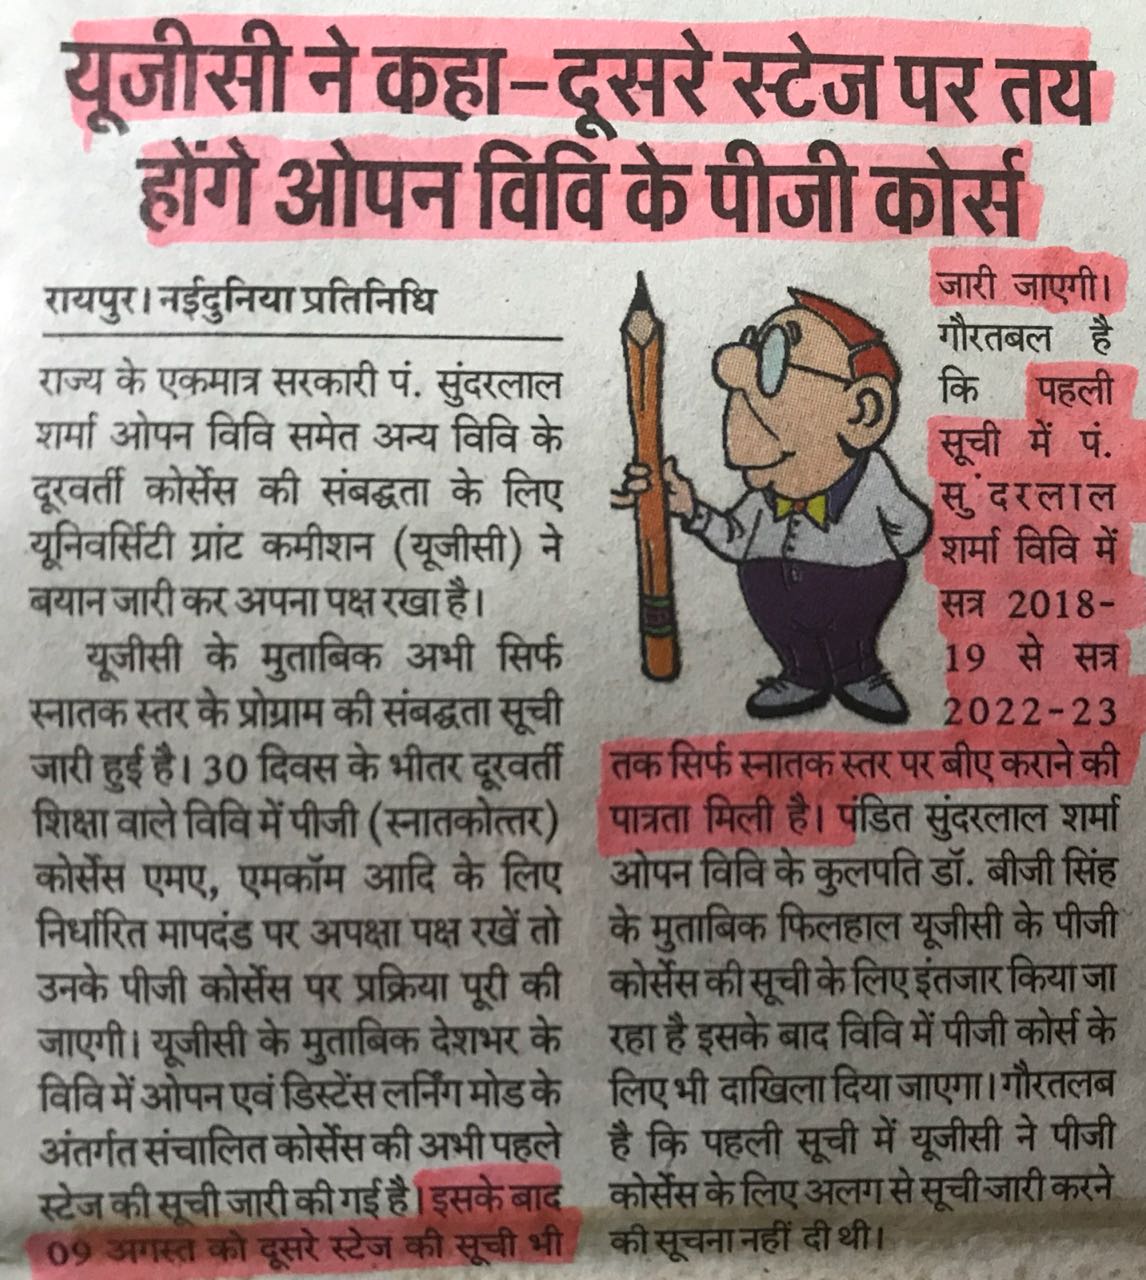 यूजीसी ने कहा-दूसरे स्टेज पर तय
होंगे ओपन विवि के पीजी कोर्स
रायपुर। नईदुनिया प्रतिनिधि
राज्य के एकमात्र सरकारी पं. सुंदरलाल
शर्मा ओपन विवि समेत अन्य विवि के
दूरवर्ती कोर्सेस की संबद्धता के लिए
यूनिवर्सिटी ग्रांट कमीशन (यूजीसी) ने
बयान जारी कर अपना पक्ष रखा है।
यूजीसी के मुताबिक अभी सिर्फ
स्नातक स्तर के प्रोग्राम की संबद्धता सूची
जारी हुई है। 30 दिवस के भीतर दूरवर्ती
शिक्षा वाले विवि में पीजी (स्नातकोत्तर)
कोर्सेस एमए, एमकॉम आदि के लिए
निर्धारित मापदंड पर अपक्षा पक्ष रखें तो
उनके पीजी कोर्सेस पर प्रक्रिया पूरी की
जाएगी। यूजीसी के मुताबिक देशभर के
विवि में ओपन एवं डिस्टेंस लर्निंग मोड के
अंतर्गत संचालित कोर्सेस की अभी पहले
स्टेज की सूची जारी की गई है। इसके बाद
09 अगस्त को दूसरे स्टेज की सूची भी
जारी जाएगी।
गौरतबल है
कि पहली
सूची में पं.
सुंदरलाल
शर्मा विवि में
सत्र 2018-
19 से सत्र
2022-23
तक सिर्फ स्नातक स्तर पर बीए कराने की
पात्रता मिली है। पंडित सुंदरलाल शर्मा
ओपन विवि के कुलपति डॉ. बीजी सिंह
के मुताबिक फिलहाल यूजीसी के पीजी
कोर्सेस की सूची के लिए इंतजार किया जा
रहा है इसके बाद विवि में पीजी कोर्स के
लिए भी दाखिला दिया जाएगा। गौरतलब
है कि पहली सूची में यूजीसी ने पीजी
कोर्सेस के लिए अलग से सूची जारी करने
की सूचना नहीं दी थी।